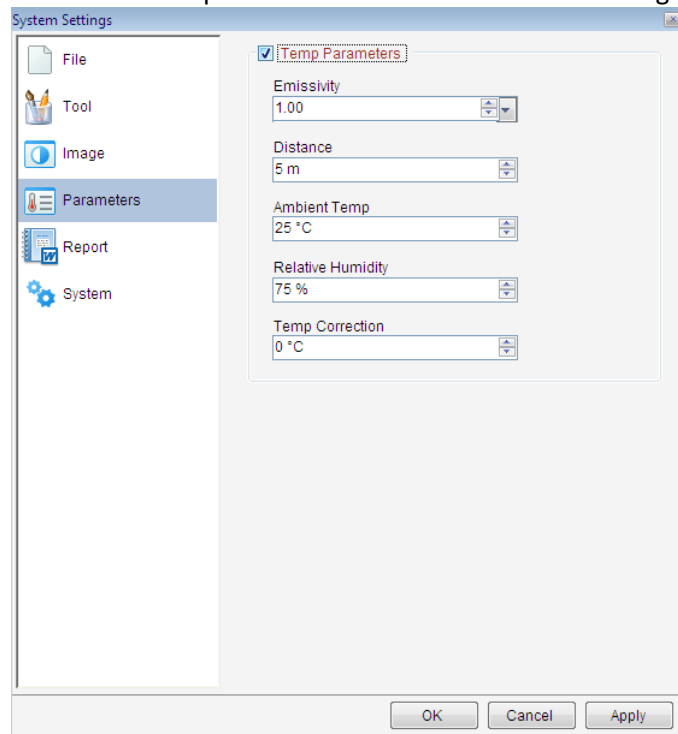 System Settings
File
Tool
Image
Parameters
Report
System
Temp Parameters
Emissivity
1.00
Distance
5 m
Ambient Temp
25 °C
Relative Humidity
75 %
Temp Correction
0 °C
OK
Cancel
Apply